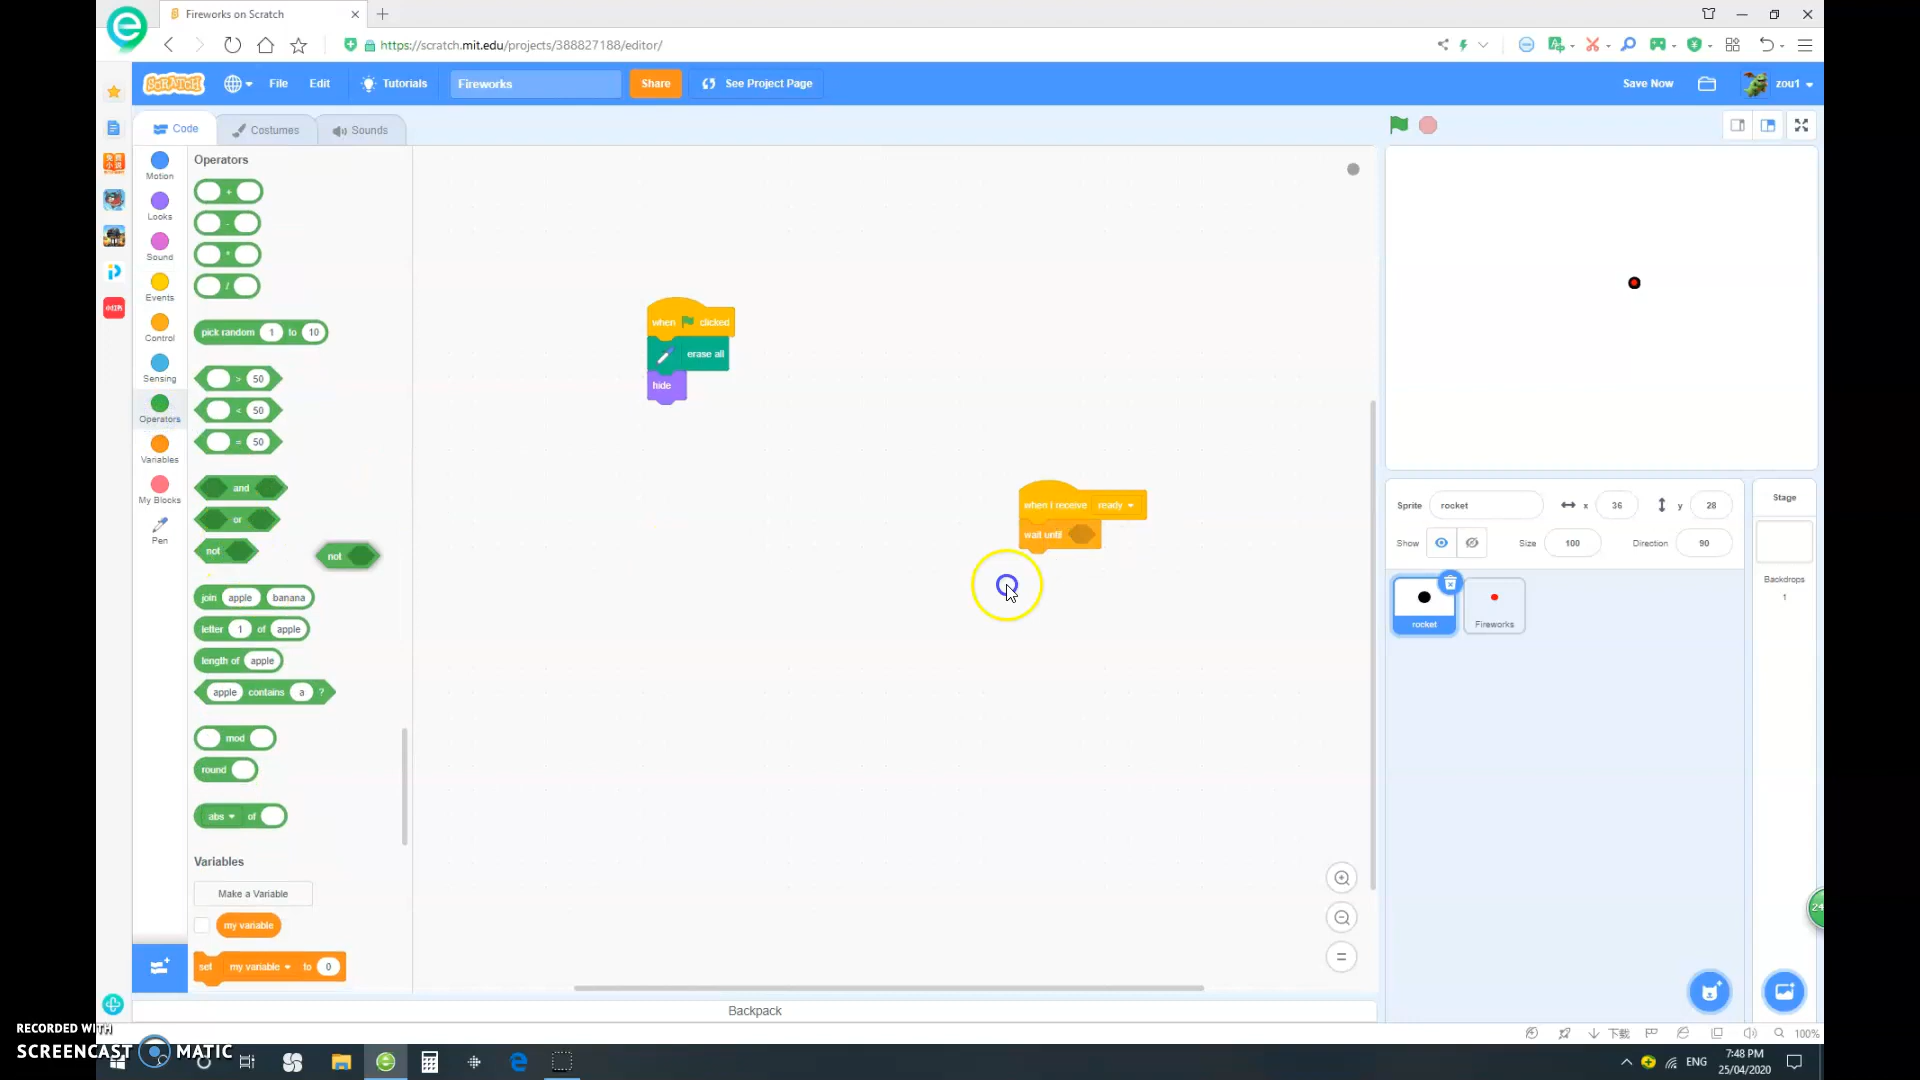 Fireworks on Scratch
https://scratch.mit.edu/projects/388827188/editor/
SCRATCH
File
Edit
Tutorials
Fireworks
Share
See Project Page
Save Now
zou1
Code
Costumes
Sounds
Motion
Looks
Sound
Events
Control
Sensing
Operators
Variables
My Blocks
Pen
Operators
+
-
*
/
pick random 1 to 10
> 50
< 50
= 50
and
or
not
not
join apple banana
letter 1 of apple
length of apple
apple contains a ?
mod
round
abs of
Variables
Make a Variable
my variable
set my variable to 0
when clicked
erase all
hide
when I receive ready
wait until
Backpack
Sprite rocket
x 36
y 28
Show
Size 100
Direction 90
rocket
Fireworks
Stage
Backdrops
1
下载
100%
24
RECORDED WITH
SCREENCAST MATIC
ENG
7:48 PM
25/04/2020